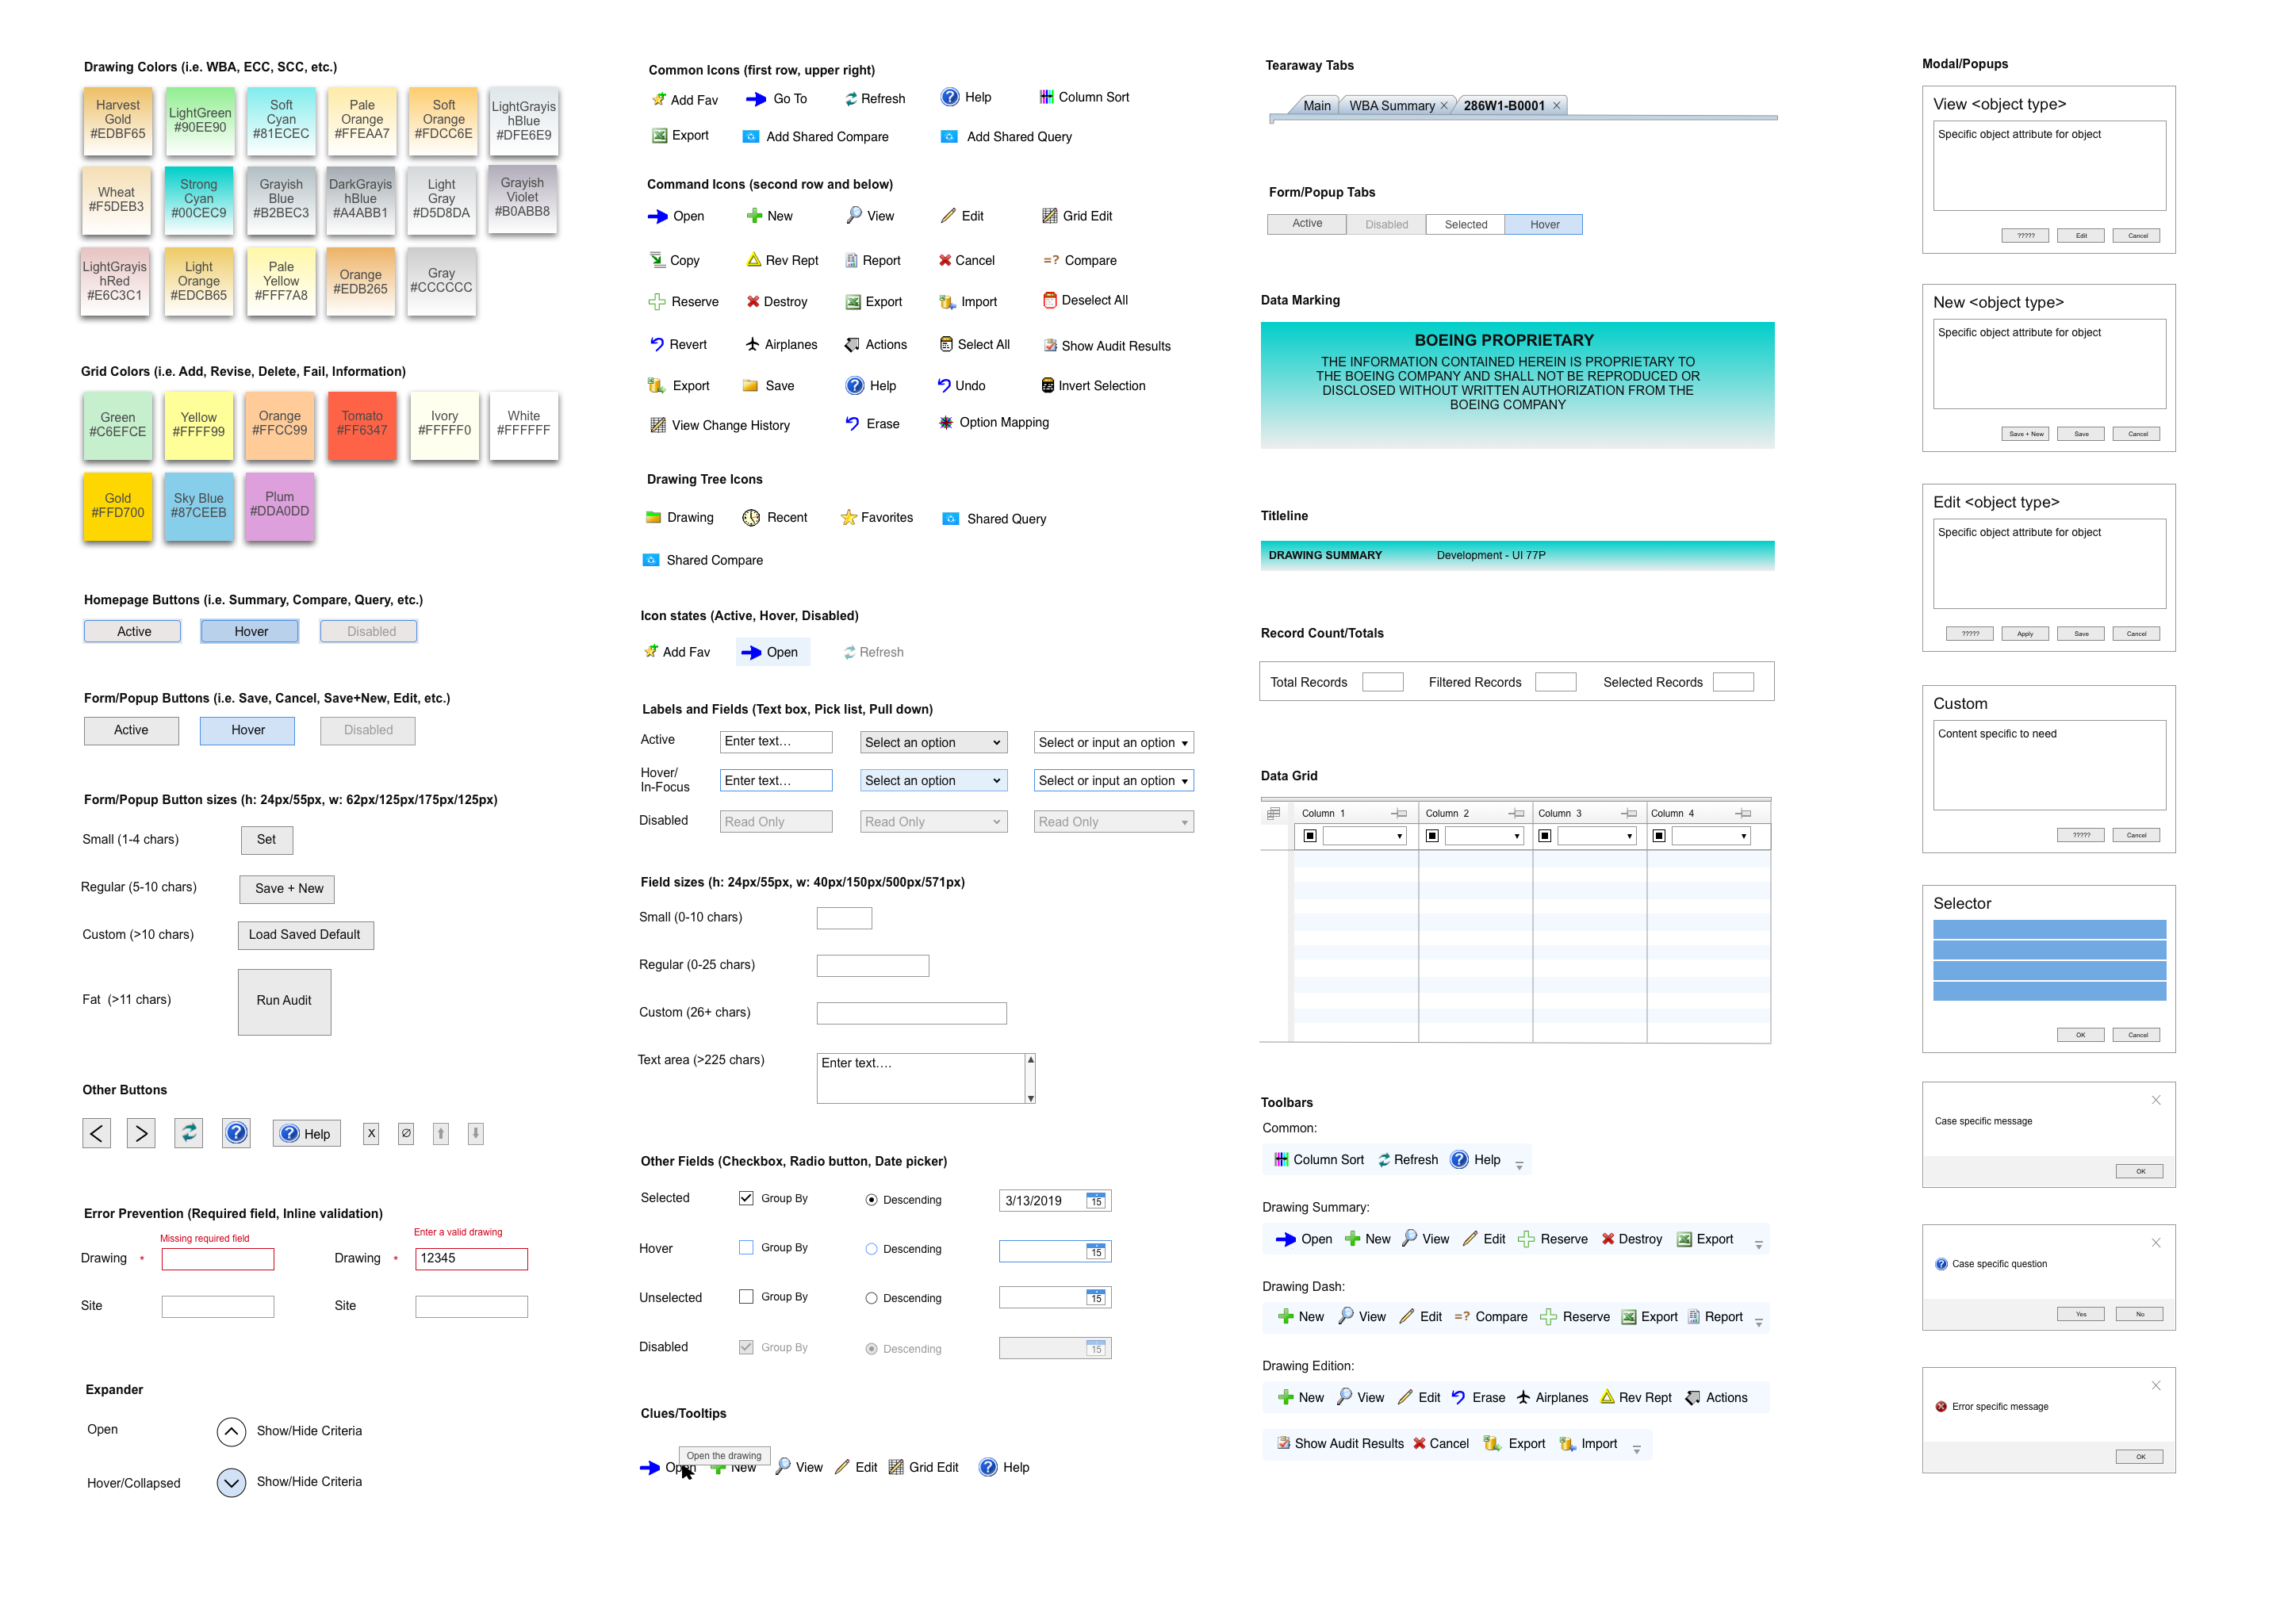 Drawing Colors (i.e. WBA, ECC, SCC, etc.)
Harvest
Gold
#EDBF65
LightGreen
#90EE90
Soft
Cyan
#81ECEC
Pale
Orange
#FFEAA7
Soft
Orange
#FDCC6E
LightGrayis
hBlue
#DFE6E9
Wheat
#F5DEB3
Strong
Cyan
#00CEC9
Grayish
Blue
#B2BEC3
DarkGrayis
hBlue
#A4ABB1
Light
Gray
#D5D8DA
Grayish
Violet
#B0ABB8
LightGrayis
hRed
#E6C3C1
Light
Orange
#EDCB65
Pale
Yellow
#FFF7A8
Orange
#EDB265
Gray
#CCCCCC
Grid Colors (i.e. Add, Revise, Delete, Fail, Information)
Green
#C6EFCE
Yellow
#FFFF99
Orange
#FFCC99
Tomato
#FF6347
Ivory
#FFFFF0
White
#FFFFFF
Gold
#FFD700
Sky Blue
#87CEEB
Plum
#DDA0DD
Homepage Buttons (i.e. Summary, Compare, Query, etc.)
Active Hover Disabled
Form/Popup Buttons (i.e. Save, Cancel, Save+New, Edit, etc.)
Active Hover Disabled
Form/Popup Button sizes (h: 24px/55px, w: 62px/125px/175px/125px)
Small (1-4 chars) Set
Regular (5-10 chars) Save + New
Custom (>10 chars) Load Saved Default
Fat (>11 chars) Run Audit
Other Buttons
< > ? ? Help X Ø
Error Prevention (Required field, Inline validation)
Missing required field Enter a valid drawing
Drawing * Drawing * 12345
Site Site
Expander
Open Show/Hide Criteria
Hover/Collapsed Show/Hide Criteria
Common Icons (first row, upper right)
Add Fav Go To Refresh Help Column Sort
Export Add Shared Compare Add Shared Query
Command Icons (second row and below)
Open New View Edit Grid Edit
Copy Rev Rept Report Cancel =? Compare
Reserve Destroy Export Import Deselect All
Revert Airplanes Actions Select All Show Audit Results
Export Save Help Undo Invert Selection
View Change History Erase Option Mapping
Drawing Tree Icons
Drawing Recent Favorites Shared Query
Shared Compare
Icon states (Active, Hover, Disabled)
Add Fav Open Refresh
Labels and Fields (Text box, Pick list, Pull down)
Active Enter text... Select an option Select or input an option
Hover/
In-Focus Enter text... Select an option Select or input an option
Disabled Read Only Read Only Read Only
Field sizes (h: 24px/55px, w: 40px/150px/500px/571px)
Small (0-10 chars)
Regular (0-25 chars)
Custom (26+ chars)
Text area (>225 chars) Enter text....
Other Fields (Checkbox, Radio button, Date picker)
Selected Group By Descending 3/13/2019 15
Hover Group By Descending 15
Unselected Group By Descending 15
Disabled Group By Descending 15
Clues/Tooltips
Open the drawing
Open New View Edit Grid Edit Help
Tearaway Tabs
Main WBA Summary × 286W1-B0001 ×
Form/Popup Tabs
Active Disabled Selected Hover
Data Marking
BOEING PROPRIETARY
THE INFORMATION CONTAINED HEREIN IS PROPRIETARY TO
THE BOEING COMPANY AND SHALL NOT BE REPRODUCED OR
DISCLOSED WITHOUT WRITTEN AUTHORIZATION FROM THE
BOEING COMPANY
Titleline
DRAWING SUMMARY Development - UI 77P
Record Count/Totals
Total Records Filtered Records Selected Records
Data Grid
Column 1 Column 2 Column 3 Column 4
Toolbars
Common:
Column Sort Refresh Help
Drawing Summary:
Open New View Edit Reserve Destroy Export
Drawing Dash:
New View Edit =? Compare Reserve Export Report
Drawing Edition:
New View Edit Erase Airplanes Rev Rept Actions
Show Audit Results Cancel Export Import
Modal/Popups
View <object type>
Specific object attribute for object
????? Edit Cancel
New <object type>
Specific object attribute for object
Save + New Save Cancel
Edit <object type>
Specific object attribute for object
????? Apply Save Cancel
Custom
Content specific to need
????? Cancel
Selector
OK Cancel
Case specific message
OK
Case specific question
Yes No
Error specific message
OK